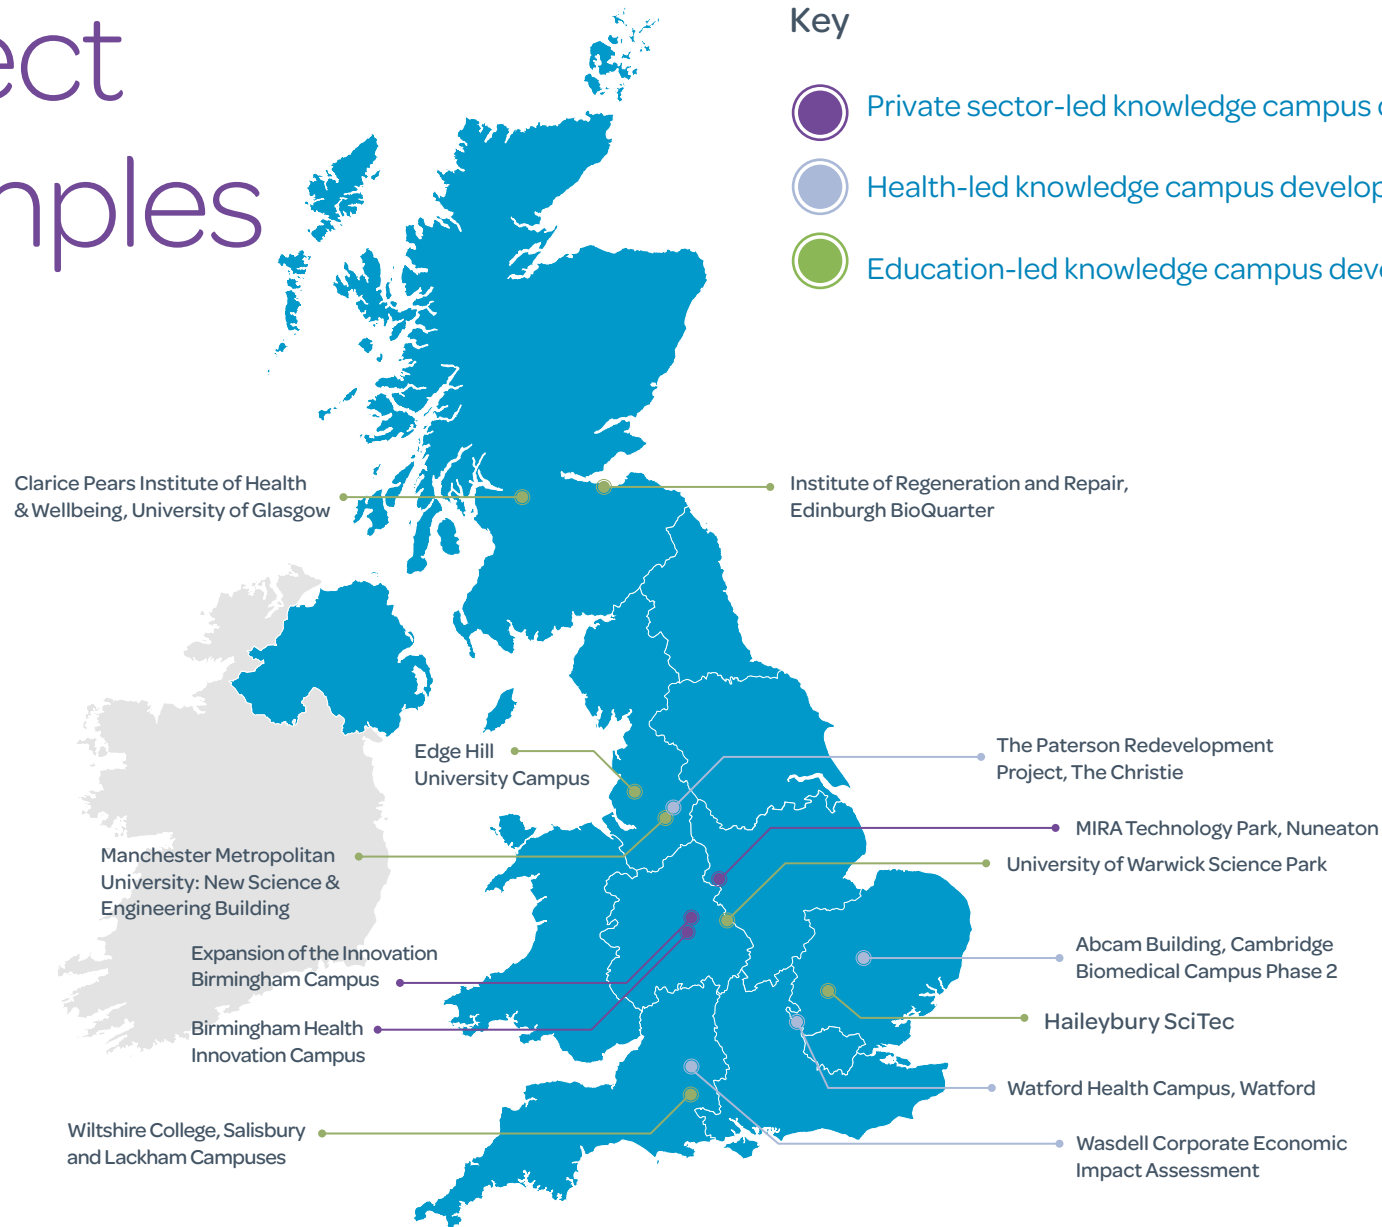 ect
mples
Key
Private sector-led knowledge campus
Health-led knowledge campus
Education-led knowledge campus
Clarice Pears Institute of Health
& Wellbeing, University of Glasgow
Institute of Regeneration and Repair,
Edinburgh BioQuarter
Edge Hill
University Campus
The Paterson Redevelopment
Project, The Christie
MIRA Technology Park, Nuneaton
University of Warwick Science Park
Manchester Metropolitan
University: New Science &
Engineering Building
Expansion of the Innovation
Birmingham Campus
Abcam Building, Cambridge
Biomedical Campus Phase 2
Haileybury SciTec
Birmingham Health
Innovation Campus
Watford Health Campus, Watford
Wiltshire College, Salisbury
and Lackham Campuses
Wasdell Corporate Economic
Impact Assessment